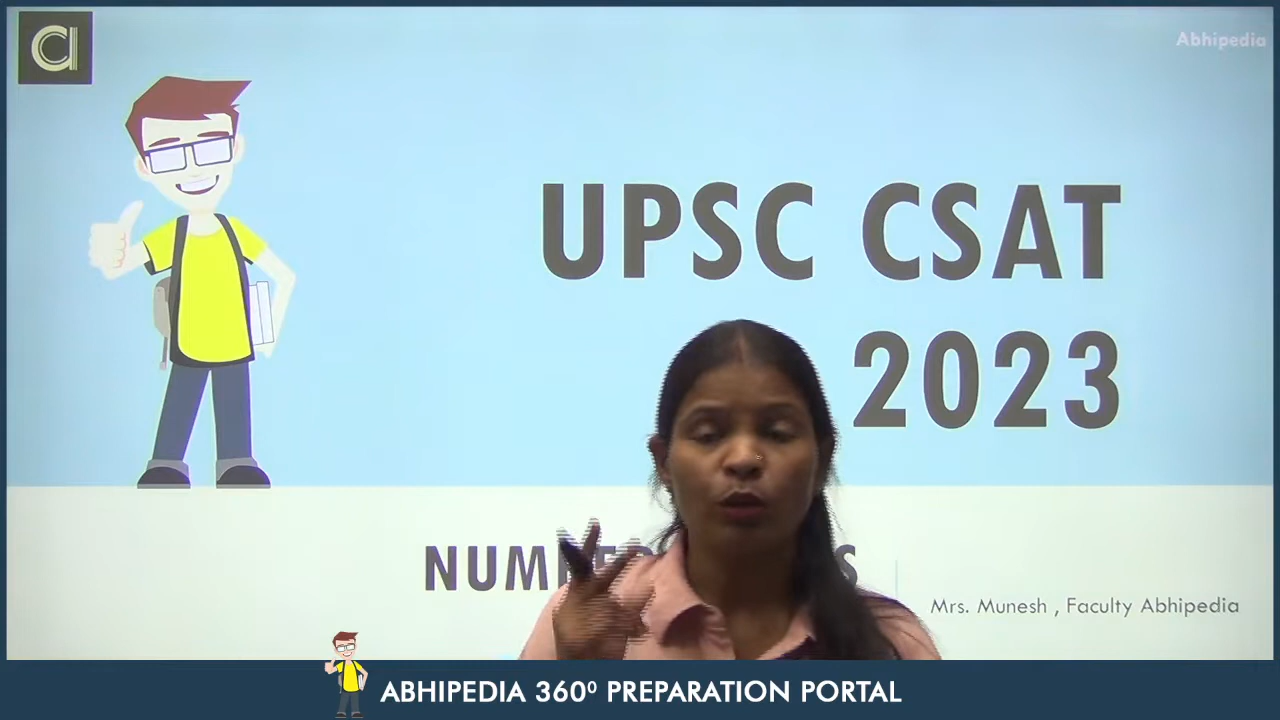 Abhipedia
UPSC CSAT
2023
Mrs. Munesh , Faculty Abhipedia
ABHIPEDIA 360⁰ PREPARATION PORTAL